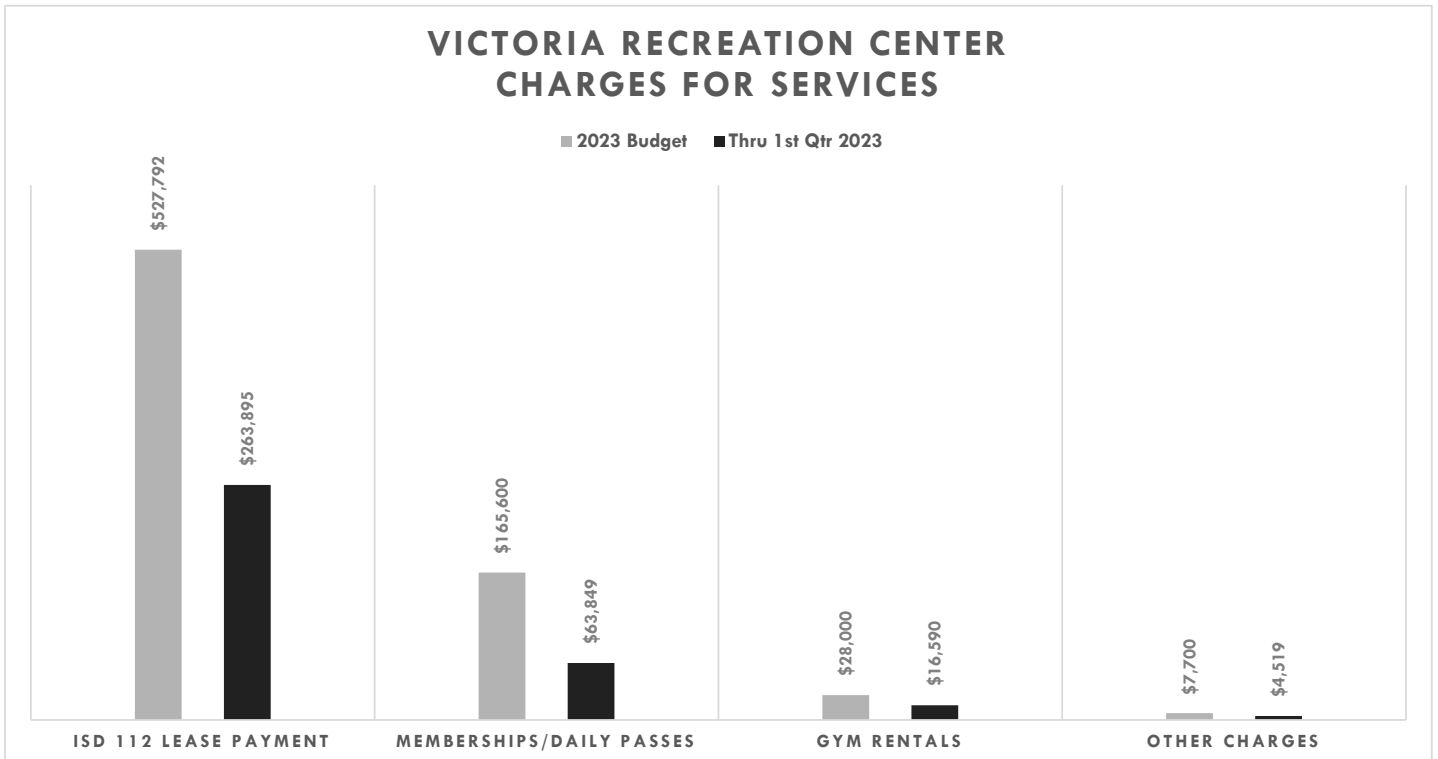 VICTORIA RECREATION CENTER
CHARGES FOR SERVICES
2023 Budget Thru 1st Qtr 2023
$527,792
$263,895
$165,600
$63,849
$28,000
$16,590
$7,700
$4,519
ISD 112 LEASE PAYMENT MEMBERSHIPS/DAILY PASSES GYM RENTALS OTHER CHARGES